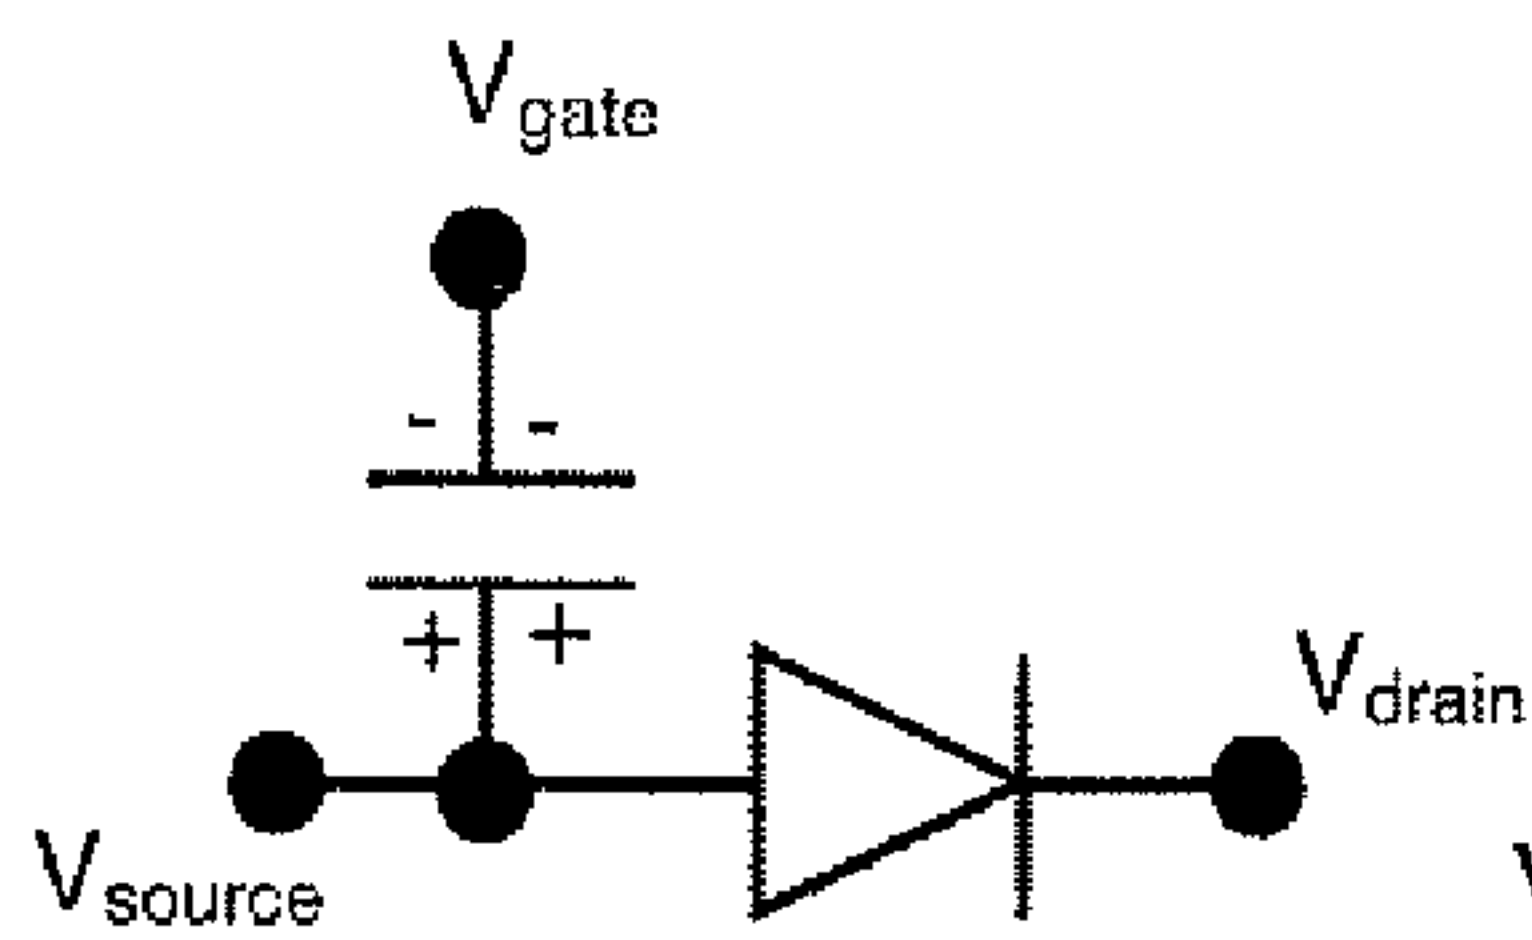 Vgate
- -
+ +
Vdrain
Vsource